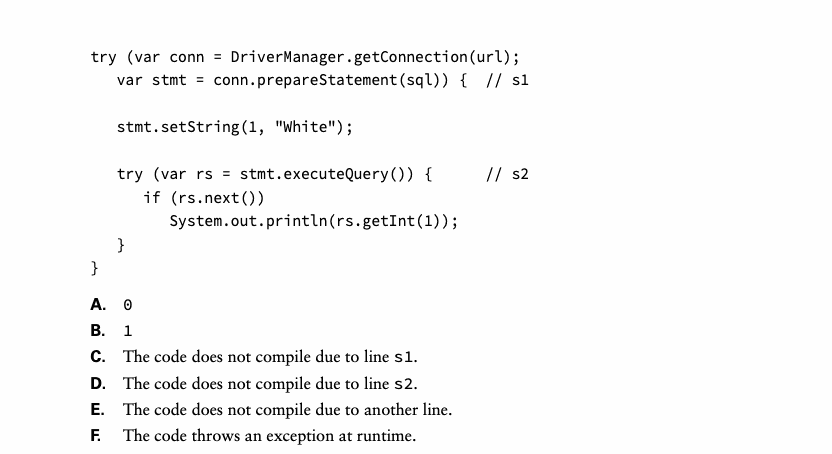 try (var conn = DriverManager.getConnection(url);
   var stmt = conn.prepareStatement(sql)) {  // s1
   stmt.setString(1, "White");
   try (var rs = stmt.executeQuery()) {      // s2
      if (rs.next())
         System.out.println(rs.getInt(1));
   }
}
A. 0
B. 1
C. The code does not compile due to line s1.
D. The code does not compile due to line s2.
E. The code does not compile due to another line.
F. The code throws an exception at runtime.